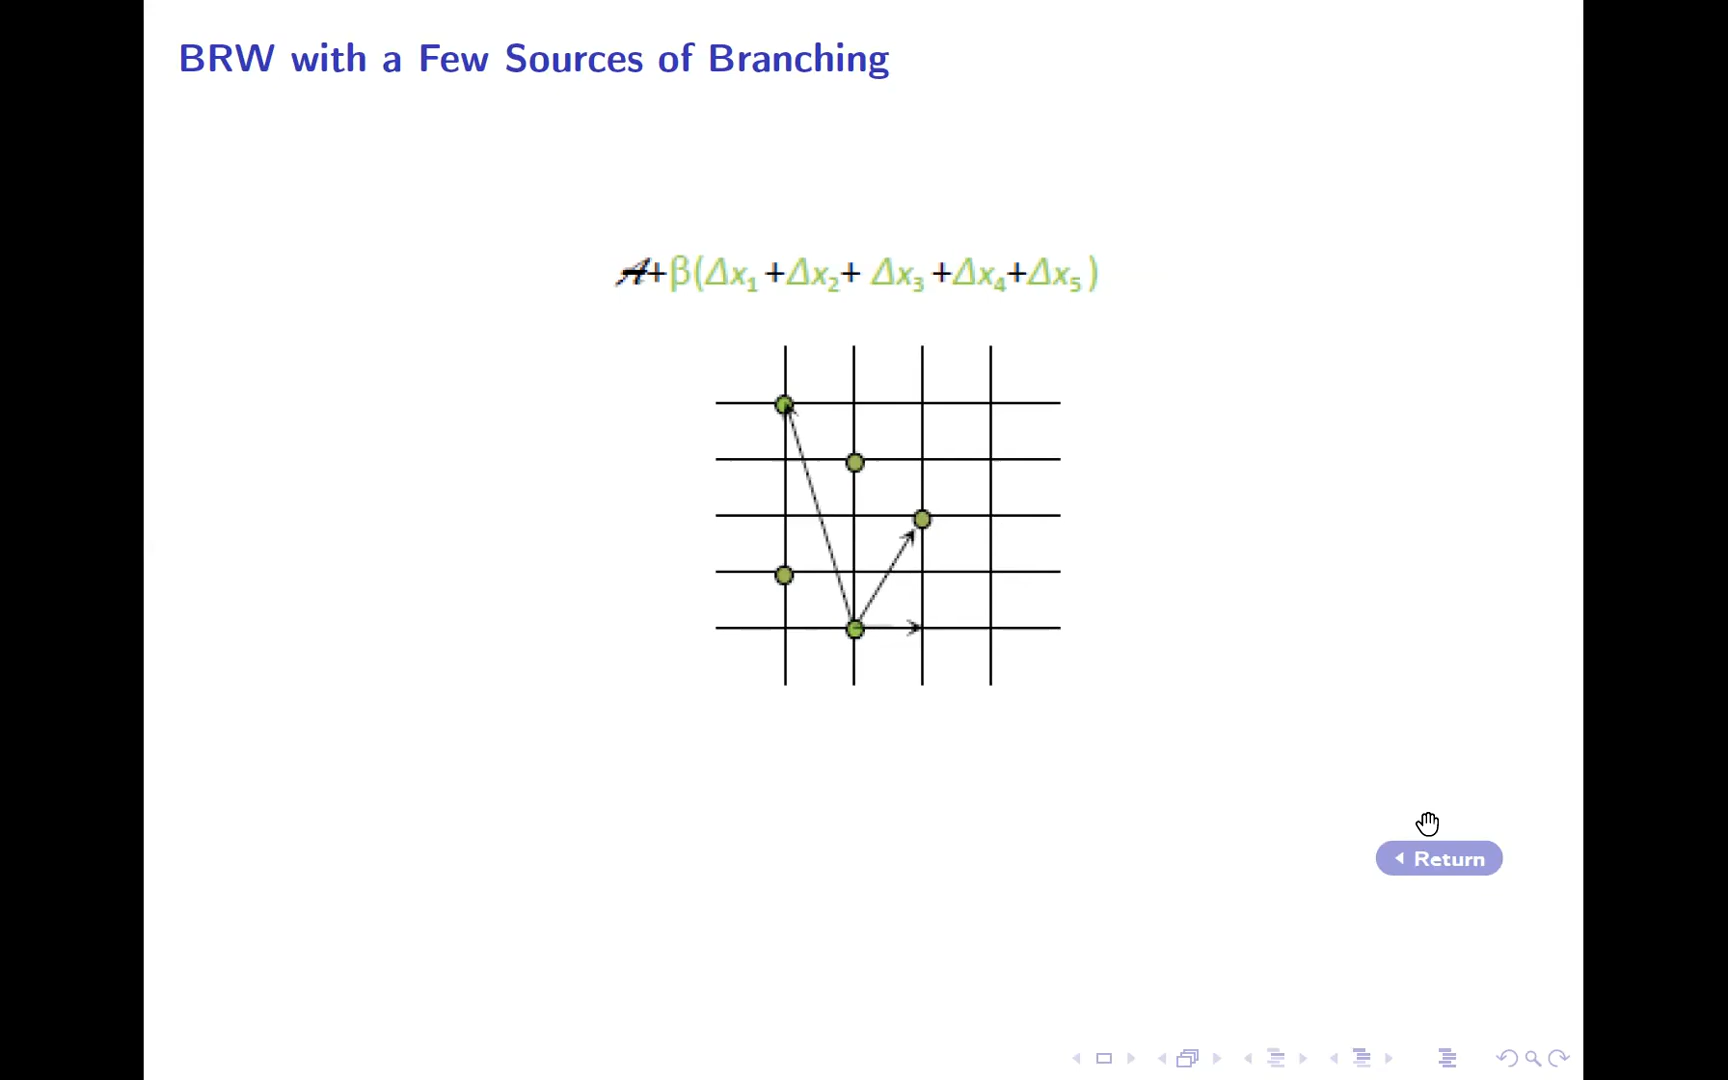 BRW with a Few Sources of Branching
𝒜+β(Δx₁+Δx₂+Δx₃+Δx₄+Δx₅)
Return